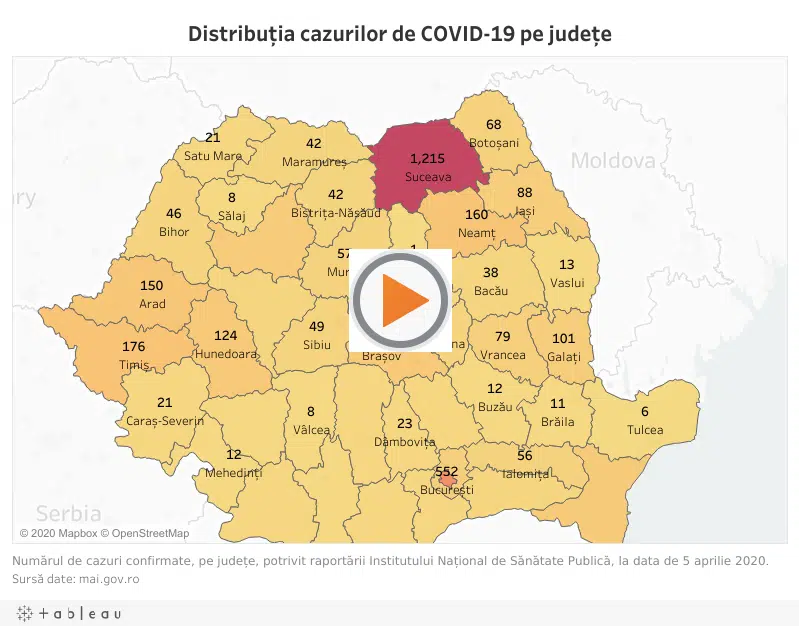 Distribuția cazurilor de COVID-19 pe județe
68
Botoșani
21
Satu Mare
42
Maramureș
1,215
Suceava
Moldova
8
Sălaj
42
Bistrița-Năsăud
88
Iași
46
Bihor
160
Neamț
57
1
38
Bacău
13
Vaslui
150
Arad
176
Timiș
124
Hunedoara
49
Sibiu
Brașov
79
Vrancea
101
Galați
21
Caraș-Severin
8
Vâlcea
23
Dâmbovița
12
Buzău
11
Brăila
6
Tulcea
12
Mehedinți
552
București
56
Ialomița
Serbia
© 2020 Mapbox © OpenStreetMap
Numărul de cazuri confirmate, pe județe, potrivit raportării Institutului Național de Sănătate Publică, la data de 5 aprilie 2020.
Sursă date: mai.gov.ro
+ a b l e a u